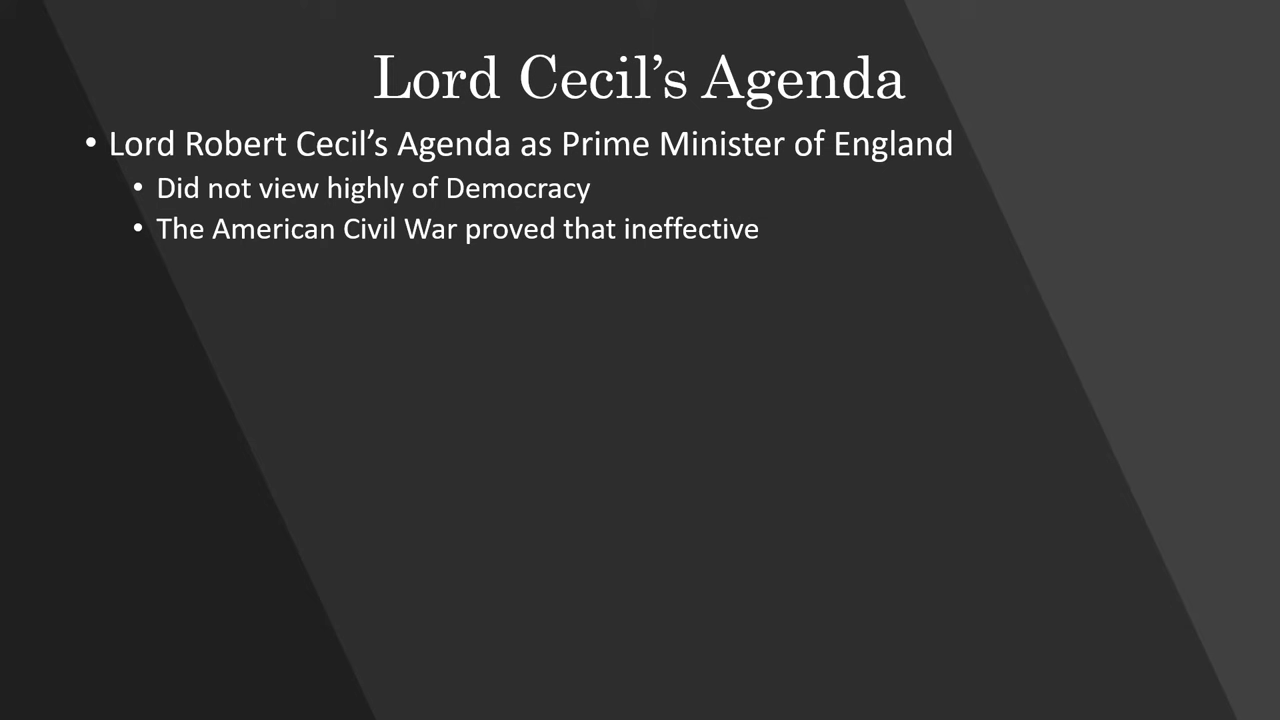 Lord Cecil’s Agenda
• Lord Robert Cecil’s Agenda as Prime Minister of England
• Did not view highly of Democracy
• The American Civil War proved that ineffective